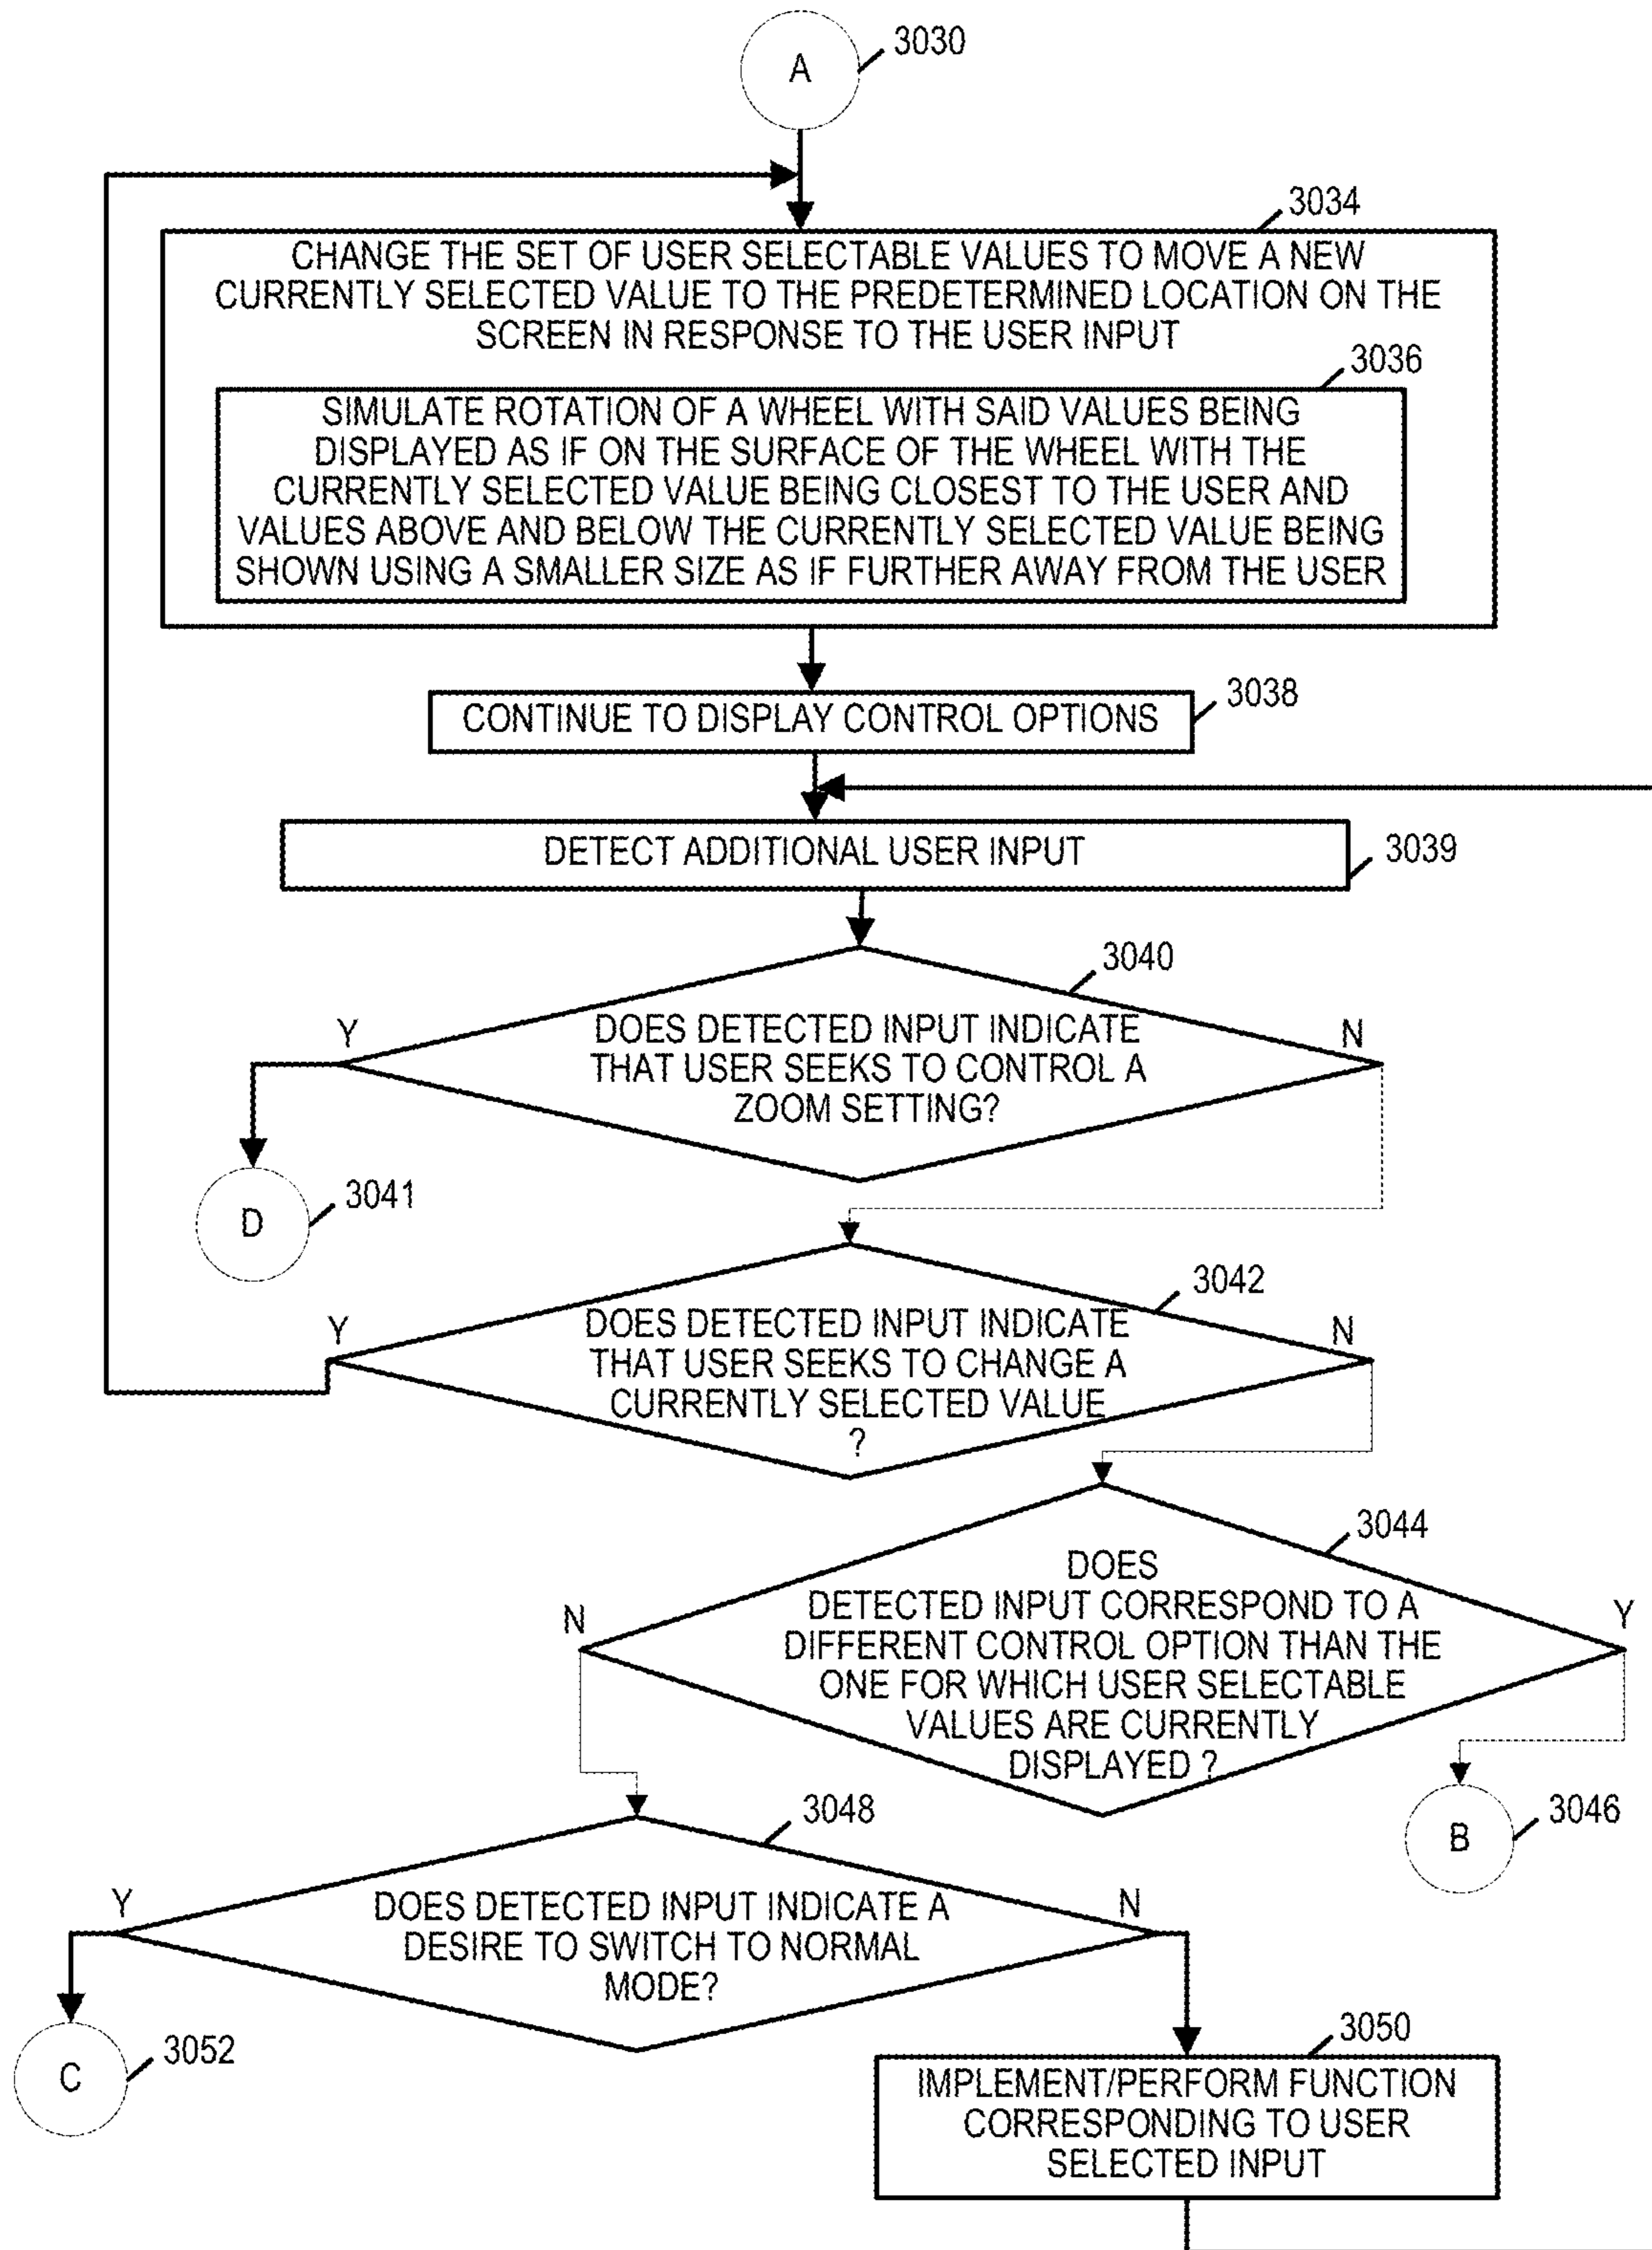 A
3030
3034
CHANGE THE SET OF USER SELECTABLE VALUES TO MOVE A NEW
CURRENTLY SELECTED VALUE TO THE PREDETERMINED LOCATION ON THE
SCREEN IN RESPONSE TO THE USER INPUT
3036
SIMULATE ROTATION OF A WHEEL WITH SAID VALUES BEING
DISPLAYED AS IF ON THE SURFACE OF THE WHEEL WITH THE
CURRENTLY SELECTED VALUE BEING CLOSEST TO THE USER AND
VALUES ABOVE AND BELOW THE CURRENTLY SELECTED VALUE BEING
SHOWN USING A SMALLER SIZE AS IF FURTHER AWAY FROM THE USER
3038
CONTINUE TO DISPLAY CONTROL OPTIONS
DETECT ADDITIONAL USER INPUT
3039
3040
Y
N
DOES DETECTED INPUT INDICATE
THAT USER SEEKS TO CONTROL A
ZOOM SETTING?
D
3041
3042
Y
N
DOES DETECTED INPUT INDICATE
THAT USER SEEKS TO CHANGE A
CURRENTLY SELECTED VALUE
?
3044
N
Y
DOES
DETECTED INPUT CORRESPOND TO A
DIFFERENT CONTROL OPTION THAN THE
ONE FOR WHICH USER SELECTABLE
VALUES ARE CURRENTLY
DISPLAYED ?
B
3046
3048
Y
N
DOES DETECTED INPUT INDICATE A
DESIRE TO SWITCH TO NORMAL
MODE?
C
3052
3050
IMPLEMENT/PERFORM FUNCTION
CORRESPONDING TO USER
SELECTED INPUT